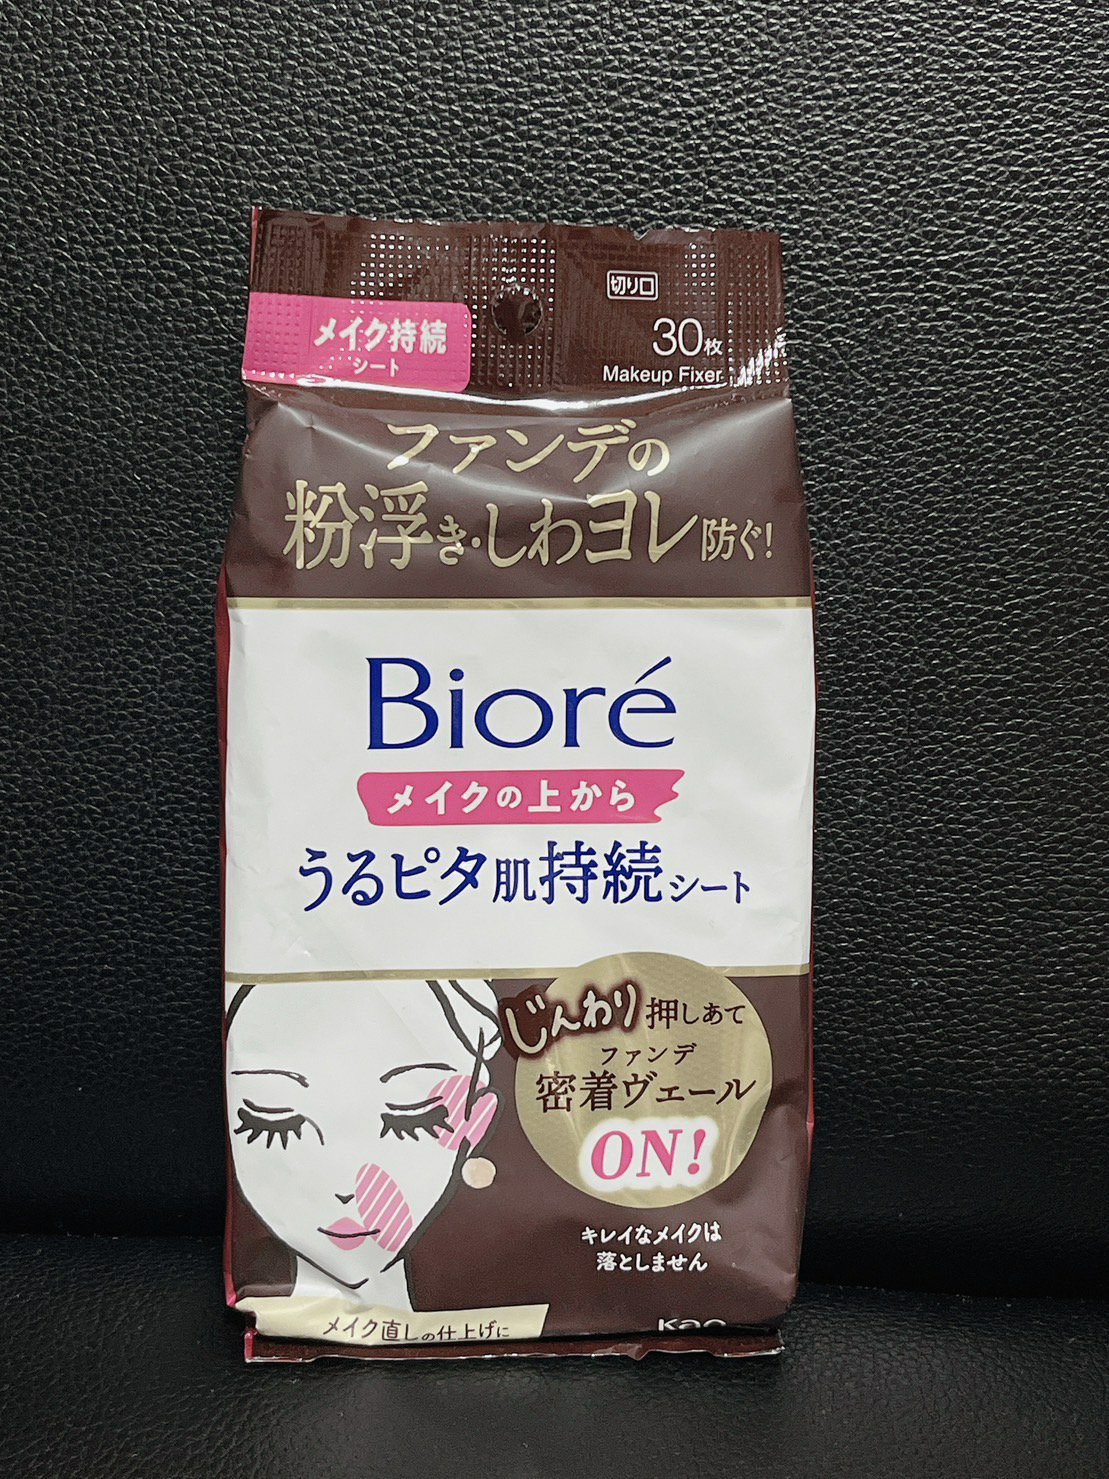 切り口
メイク持続
シート
30枚
Makeup Fixer
ファンデの
粉浮き・しわヨレ防ぐ!
Bioré
メイクの上から
うるピタ肌持続シート
じんわり押しあて
ファンデ
密着ヴェール
ON!
キレイなメイクは
落としません
メイク直しの仕上げに
Kao